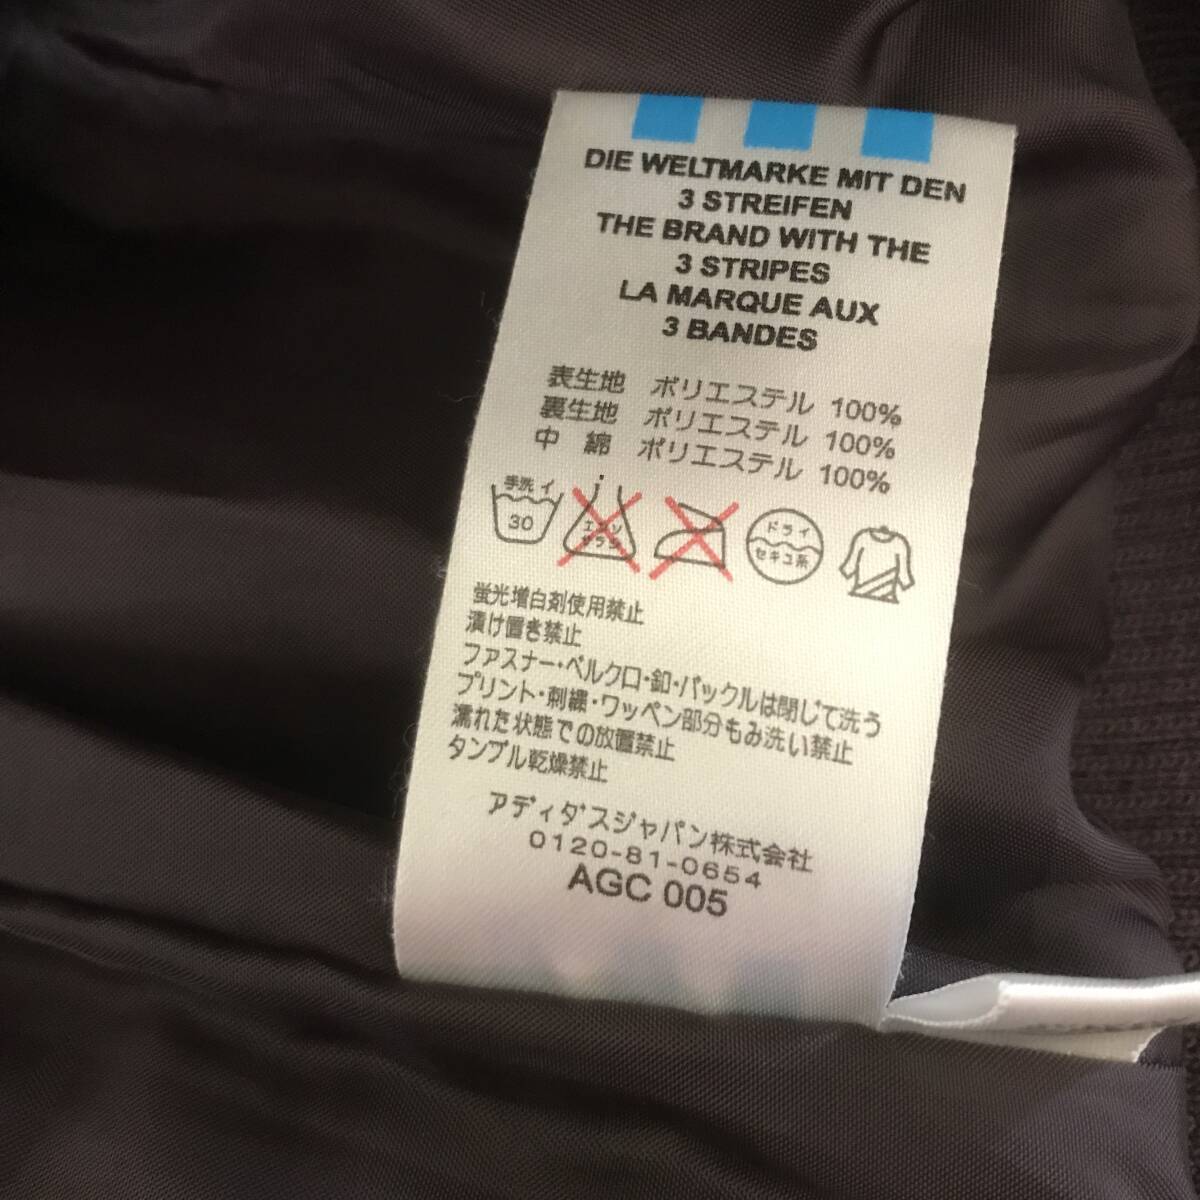 DIE WELTMARKE MIT DEN
3 STREIFEN
THE BRAND WITH THE
3 STRIPES
LA MARQUE AUX
3 BANDES
表生地 ポリエステル 100%
裏生地 ポリエステル 100%
中 綿 ポリエステル 100%
手洗イ
30
エンソ
サラシ
ドライ
セキユ系
蛍光増白剤使用禁止
漬け置き禁止
ファスナー・ベルクロ・釦・バックルは閉じて洗う
プリント・刺繍・ワッペン部分もみ洗い禁止
濡れた状態での放置禁止
タンブル乾燥禁止
アディダスジャパン株式会社
0120-81-0654
AGC 005